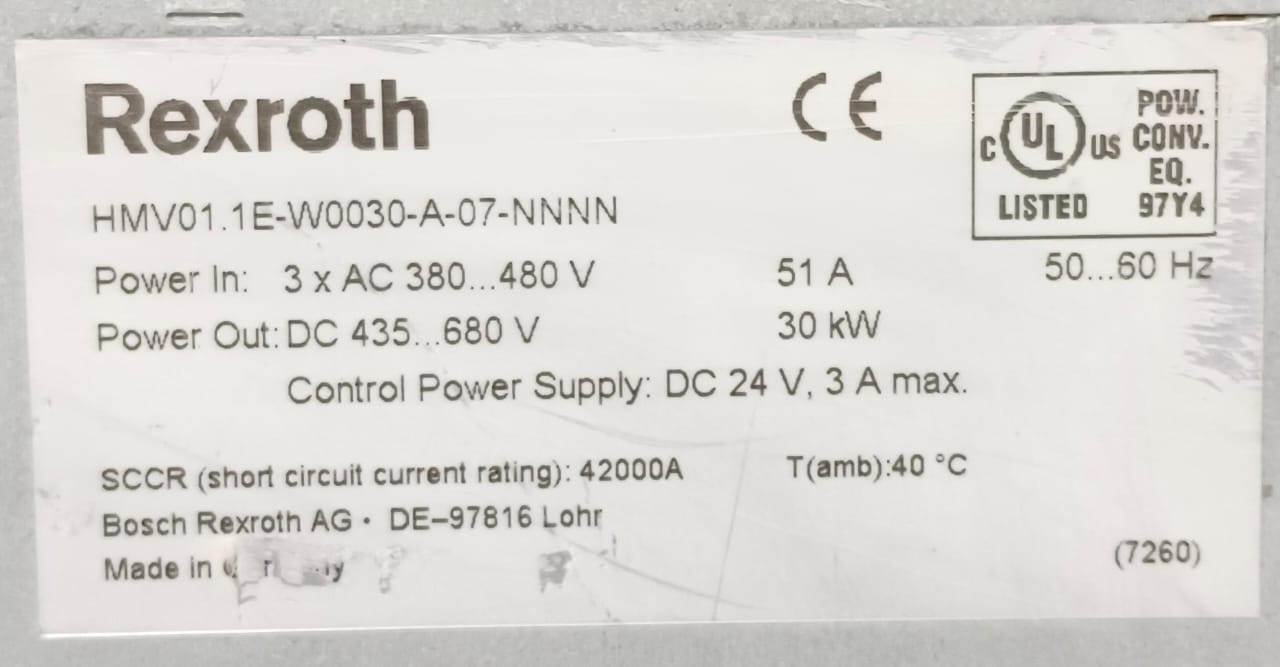 Rexroth
CE
C UL US LISTED
POW.
CONV.
EQ.
97Y4
HMV01.1E-W0030-A-07-NNNN
Power In: 3 x AC 380...480 V 51 A 50...60 Hz
Power Out: DC 435...680 V 30 kW
Control Power Supply: DC 24 V, 3 A max.
SCCR (short circuit current rating): 42000A T(amb):40 °C
Bosch Rexroth AG • DE–97816 Lohr
Made in
(7260)